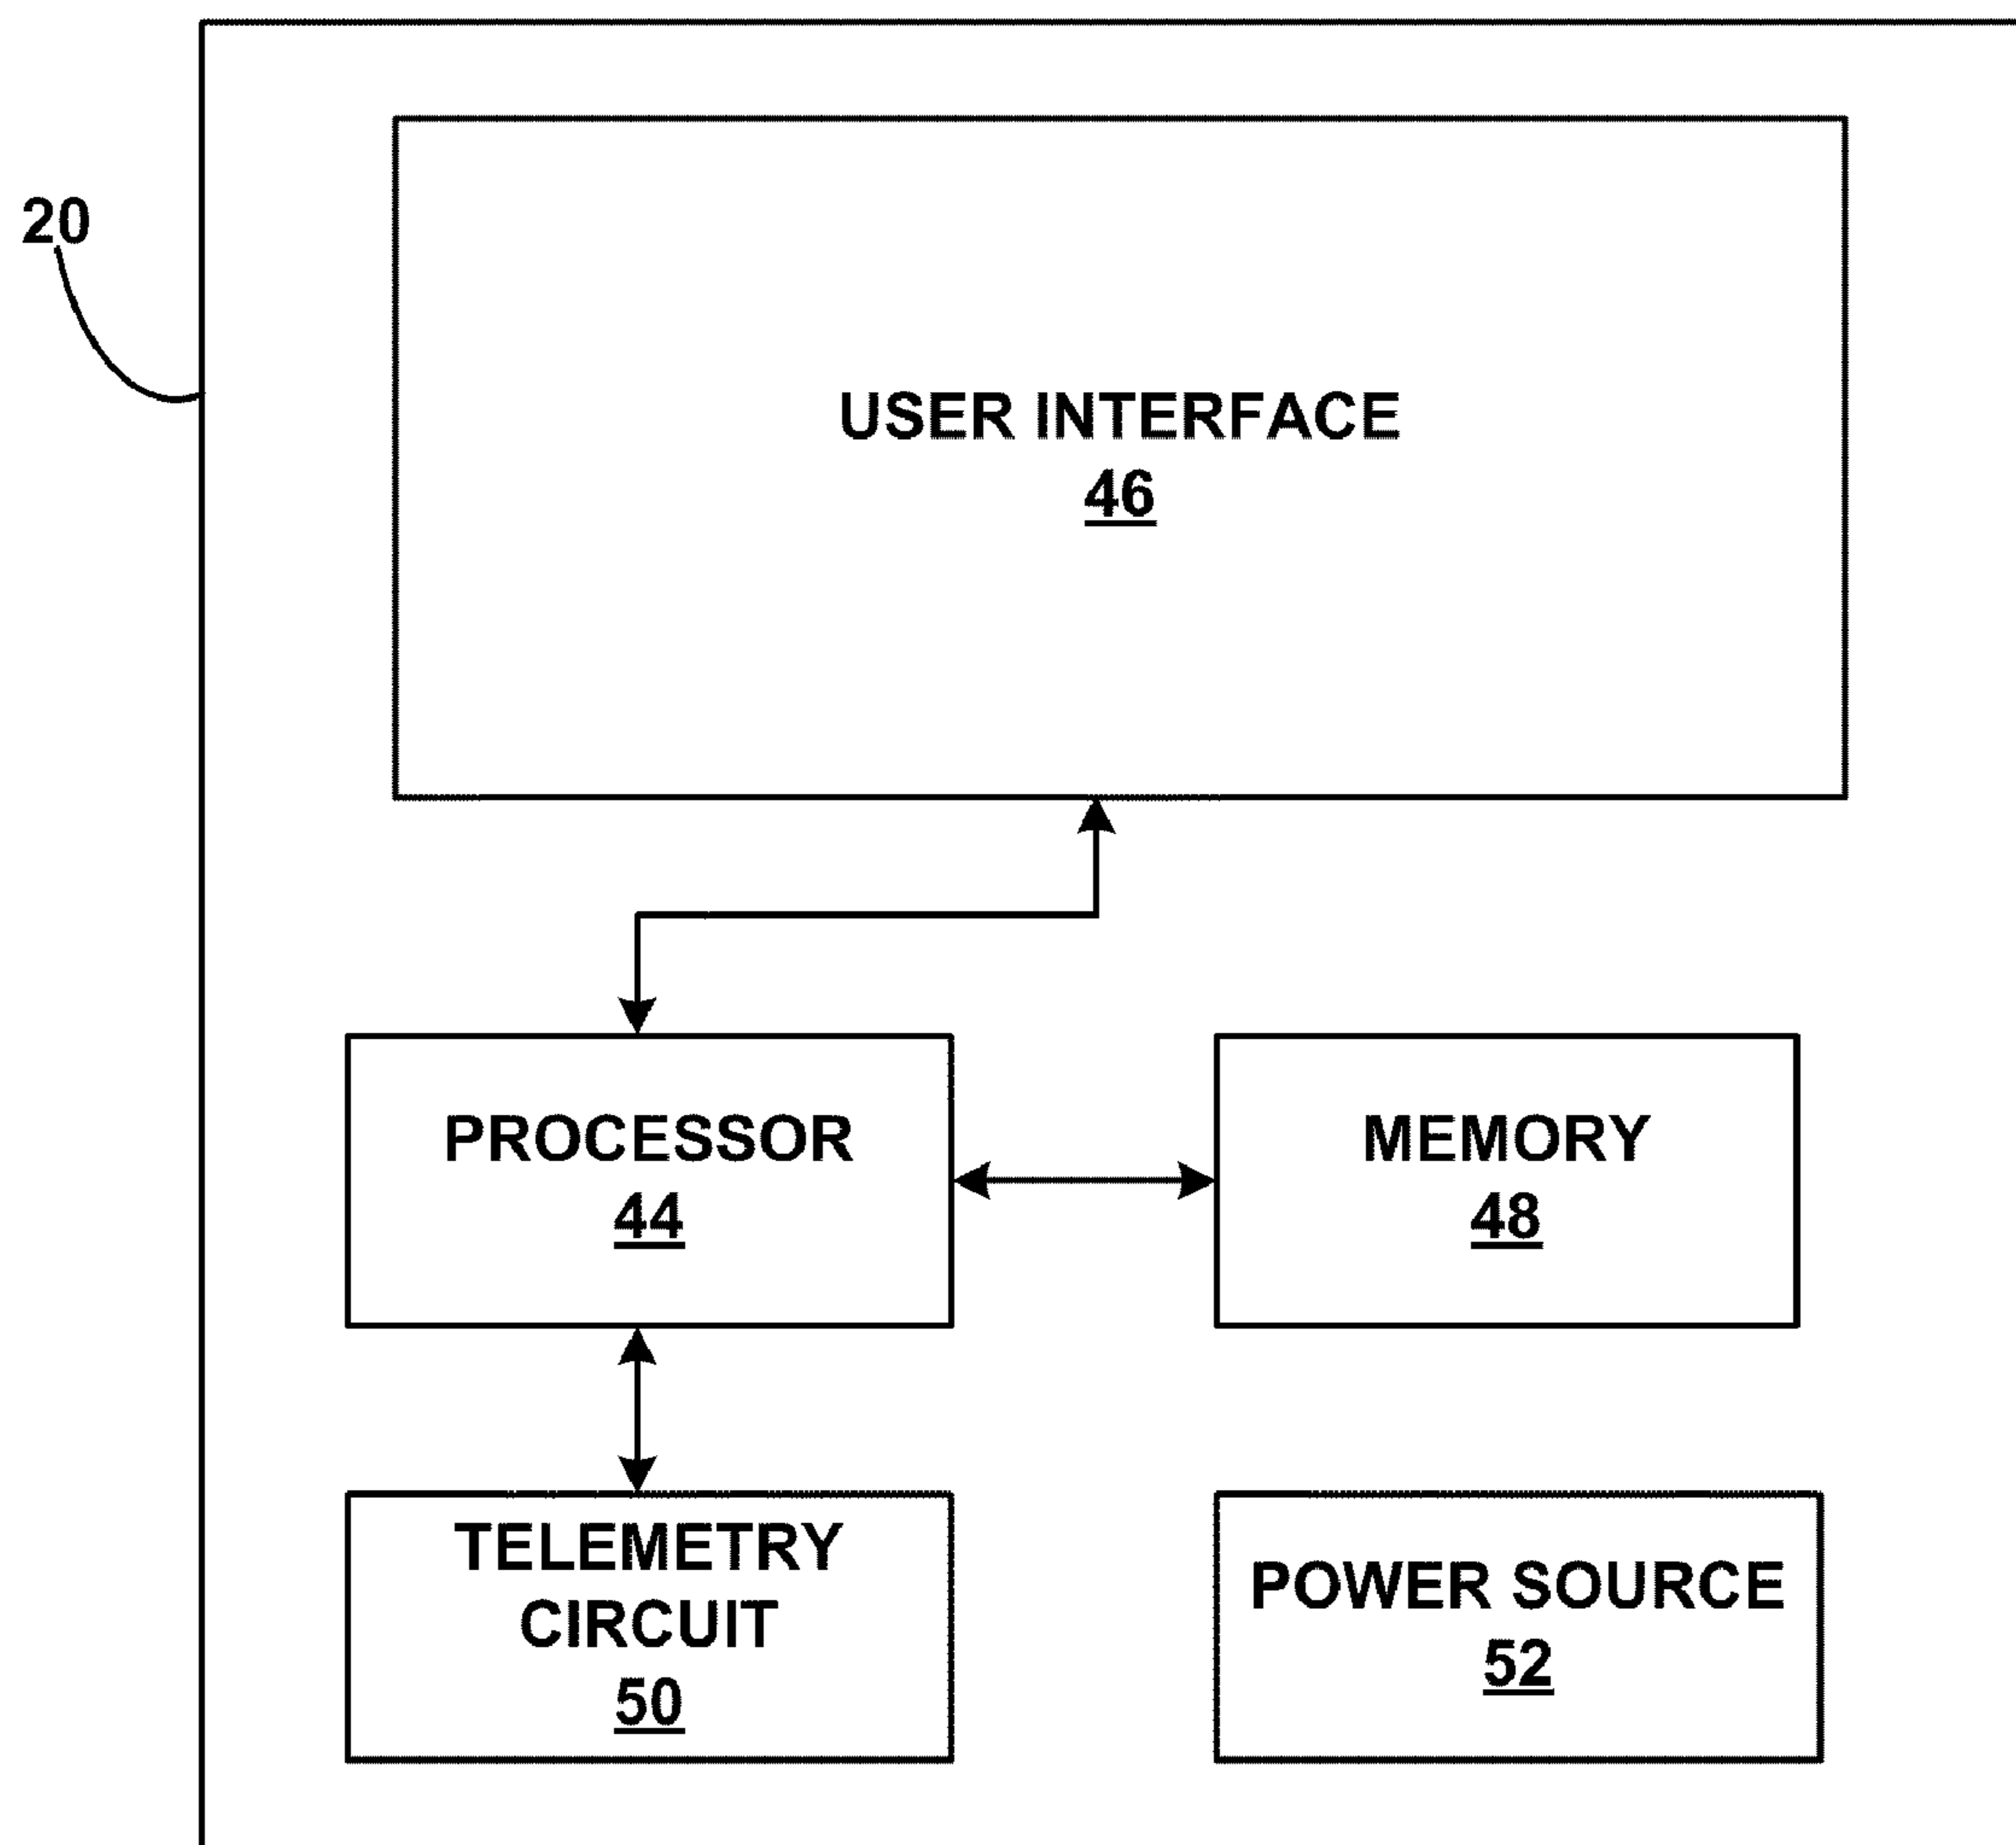 20
USER INTERFACE
46
PROCESSOR
44
MEMORY
48
TELEMETRY
CIRCUIT
50
POWER SOURCE
52